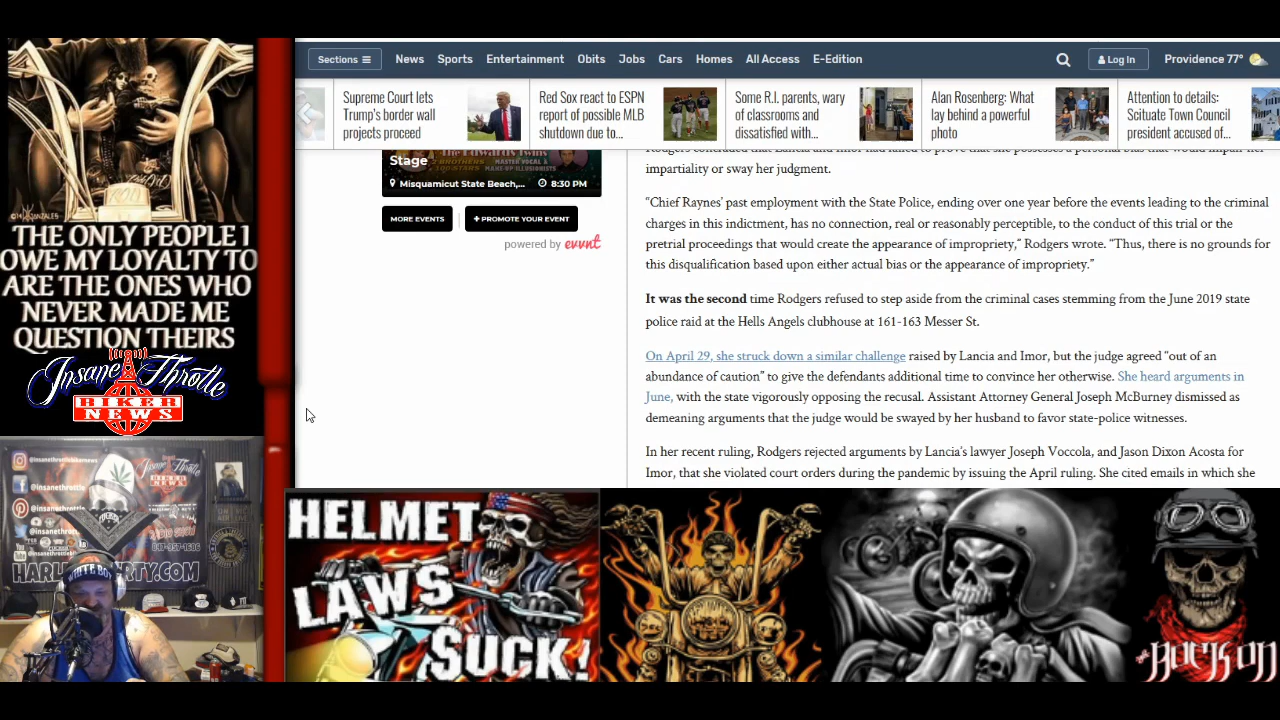 THE ONLY PEOPLE I
OWE MY LOYALTY TO
ARE THE ONES WHO
NEVER MADE ME
QUESTION THEIRS
Insane Throttle
BIKER
NEWS
@insanethrottlebikernews
@insanethrottle
@insanethrottle
WHITE BOY
Sections
News
Sports
Entertainment
Obits
Jobs
Cars
Homes
All Access
E-Edition
Log In
Providence 77°
Supreme Court lets
Trump's border wall
projects proceed
Red Sox react to ESPN
report of possible MLB
shutdown due to...
Some R.I. parents, wary
of classrooms and
dissatisfied with...
Alan Rosenberg: What
lay behind a powerful
photo
Attention to details:
Scituate Town Council
president accused of...
Stage
Misquamicut State Beach,...
8:30 PM
MORE EVENTS
+ PROMOTE YOUR EVENT
powered by evvnt
impartiality or sway her judgment.
“Chief Raynes’ past employment with the State Police, ending over one year before the events leading to the criminal
charges in this indictment, has no connection, real or reasonably perceptible, to the conduct of this trial or the
pretrial proceedings that would create the appearance of impropriety,” Rodgers wrote. “Thus, there is no grounds for
this disqualification based upon either actual bias or the appearance of impropriety.”
It was the second time Rodgers refused to step aside from the criminal cases stemming from the June 2019 state
police raid at the Hells Angels clubhouse at 161-163 Messer St.
On April 29, she struck down a similar challenge raised by Lancia and Imor, but the judge agreed “out of an
abundance of caution” to give the defendants additional time to convince her otherwise. She heard arguments in
June, with the state vigorously opposing the recusal. Assistant Attorney General Joseph McBurney dismissed as
demeaning arguments that the judge would be swayed by her husband to favor state-police witnesses.
In her recent ruling, Rodgers rejected arguments by Lancia’s lawyer Joseph Voccola, and Jason Dixon Acosta for
Imor, that she violated court orders during the pandemic by issuing the April ruling. She cited emails in which she
HELMET
LAWS
SUCK!